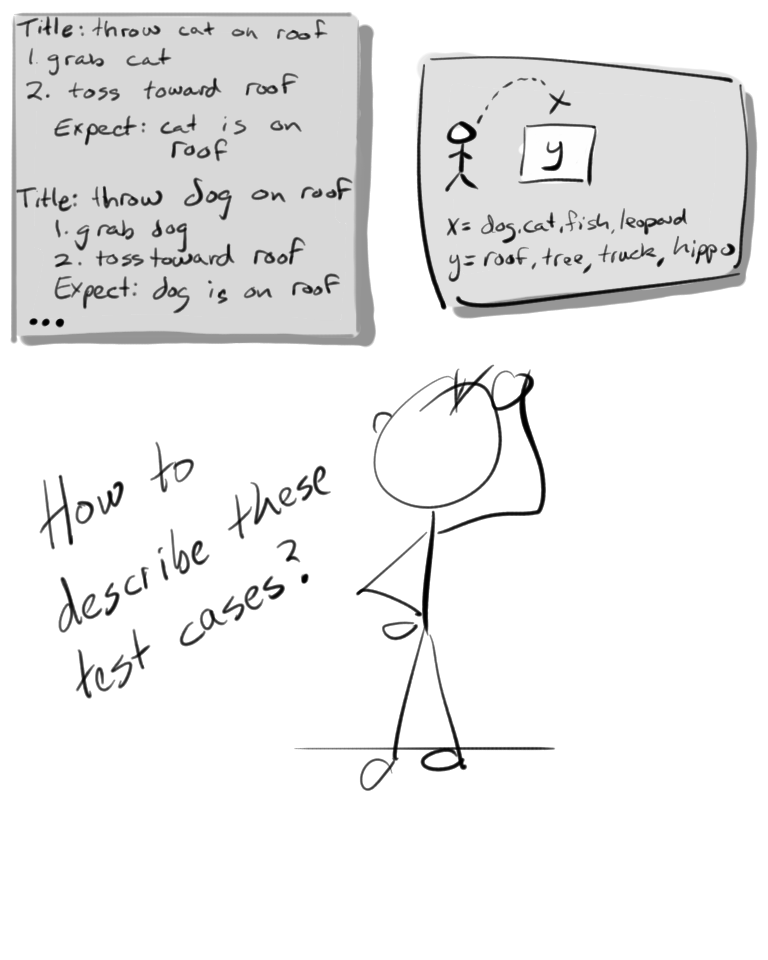 Title: throw cat on roof
1. grab cat
2. toss toward roof
Expect: cat is on
roof
Title: throw dog on roof
1. grab dog
2. toss toward roof
Expect: dog is on roof
...
x
y
x= dog, cat, fish, leopard
y= roof, tree, truck, hippo
How to
describe these
test cases?